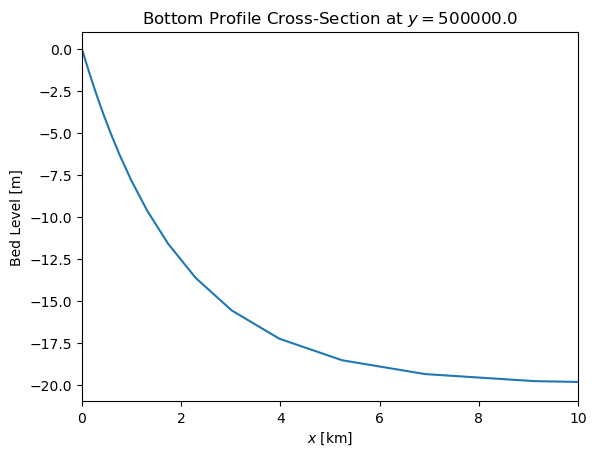 Bottom Profile Cross-Section at y = 500000.0
0.0
−2.5
−5.0
−7.5
−10.0
−12.5
−15.0
−17.5
−20.0
Bed Level [m]
0 2 4 6 8 10
x [km]